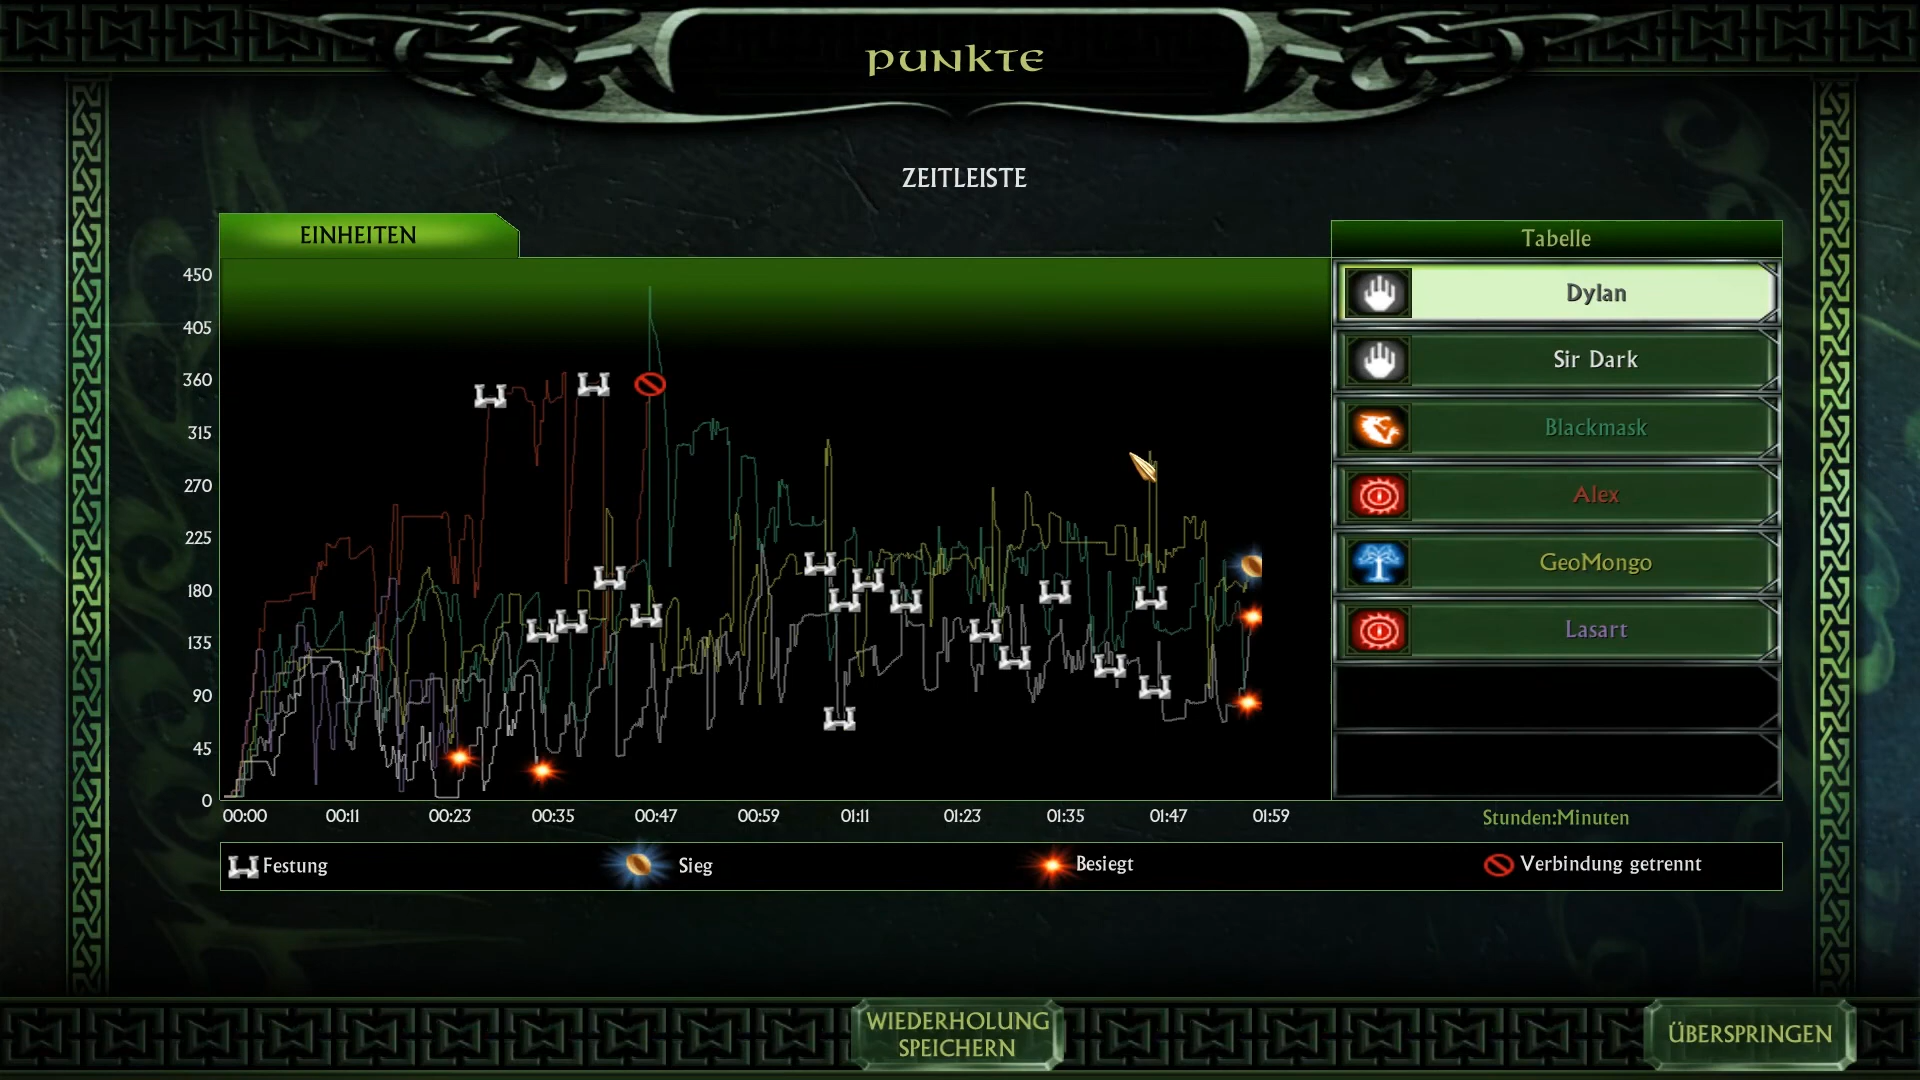 PUNKTE
ZEITLEISTE
EINHEITEN
450
405
360
315
270
225
180
135
90
45
0
00:00 00:11 00:23 00:35 00:47 00:59 01:11 01:23 01:35 01:47 01:59
Tabelle
Dylan
Sir Dark
Blackmask
Alex
GeoMongo
Lasart
Stunden:Minuten
Festung Sieg Besiegt Verbindung getrennt
WIEDERHOLUNG
SPEICHERN
ÜBERSPRINGEN